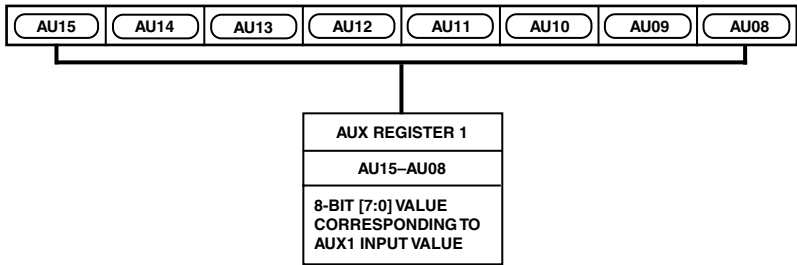 AU15 AU14 AU13 AU12 AU11 AU10 AU09 AU08
AUX REGISTER 1
AU15–AU08
8-BIT [7:0] VALUE
CORRESPONDING TO
AUX1 INPUT VALUE